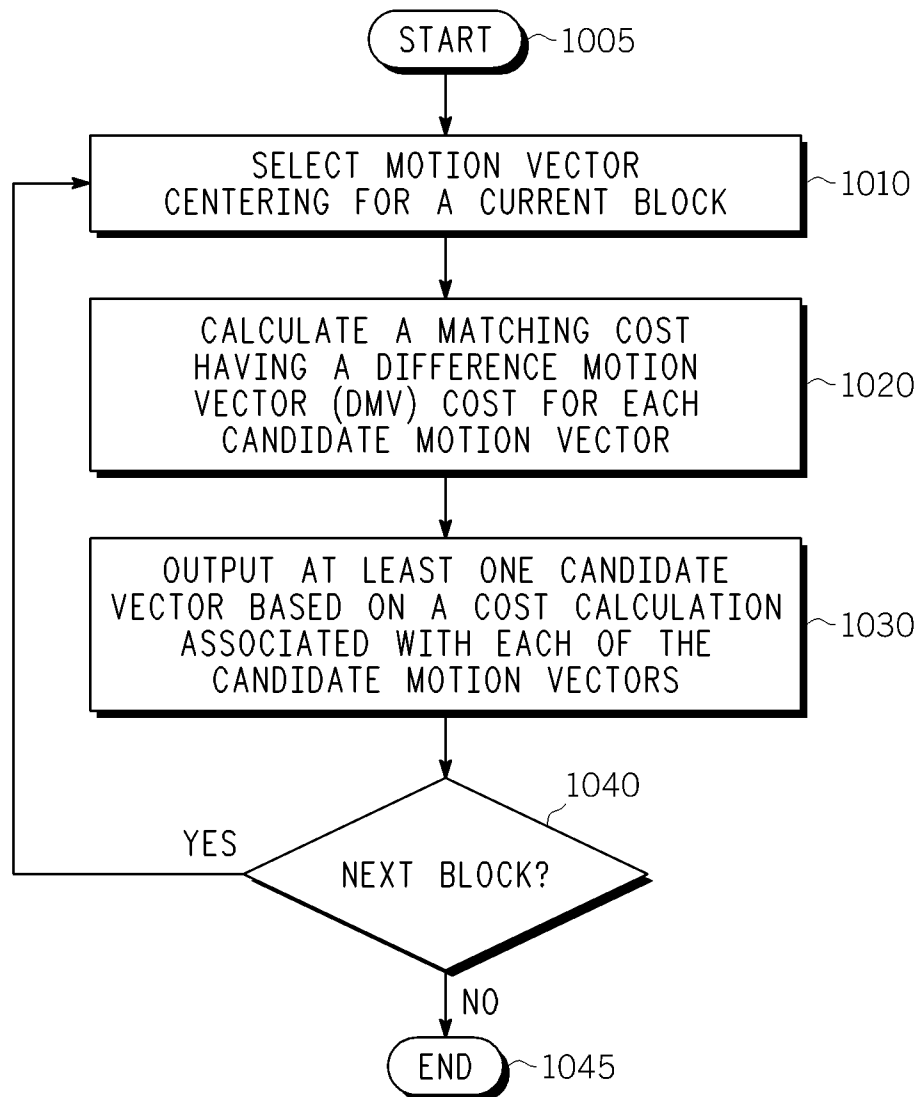 START
1005
SELECT MOTION VECTOR
CENTERING FOR A CURRENT BLOCK
1010
CALCULATE A MATCHING COST
HAVING A DIFFERENCE MOTION
VECTOR (DMV) COST FOR EACH
CANDIDATE MOTION VECTOR
1020
OUTPUT AT LEAST ONE CANDIDATE
VECTOR BASED ON A COST CALCULATION
ASSOCIATED WITH EACH OF THE
CANDIDATE MOTION VECTORS
1030
1040
YES
NEXT BLOCK?
NO
END
1045